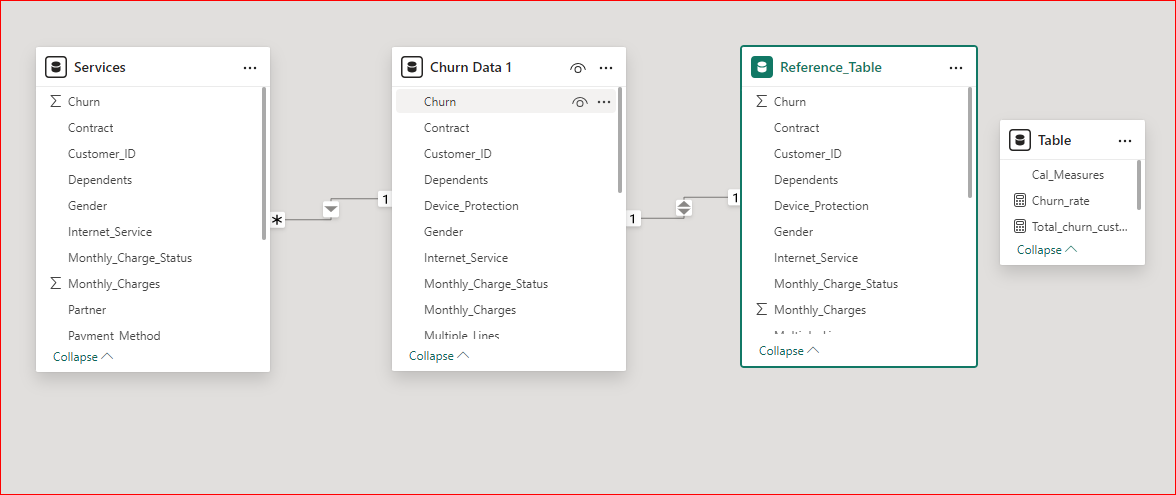 Services
Churn
Contract
Customer_ID
Dependents
Gender
Internet_Service
Monthly_Charge_Status
Monthly_Charges
Partner
Payment_Method
Collapse
*
1
Churn Data 1
Churn
Contract
Customer_ID
Dependents
Device_Protection
Gender
Internet_Service
Monthly_Charge_Status
Monthly_Charges
Multiple_Lines
Collapse
1
1
Reference_Table
Churn
Contract
Customer_ID
Dependents
Device_Protection
Gender
Internet_Service
Monthly_Charge_Status
Monthly_Charges
Collapse
Table
Cal_Measures
Churn_rate
Total_churn_cust...
Collapse